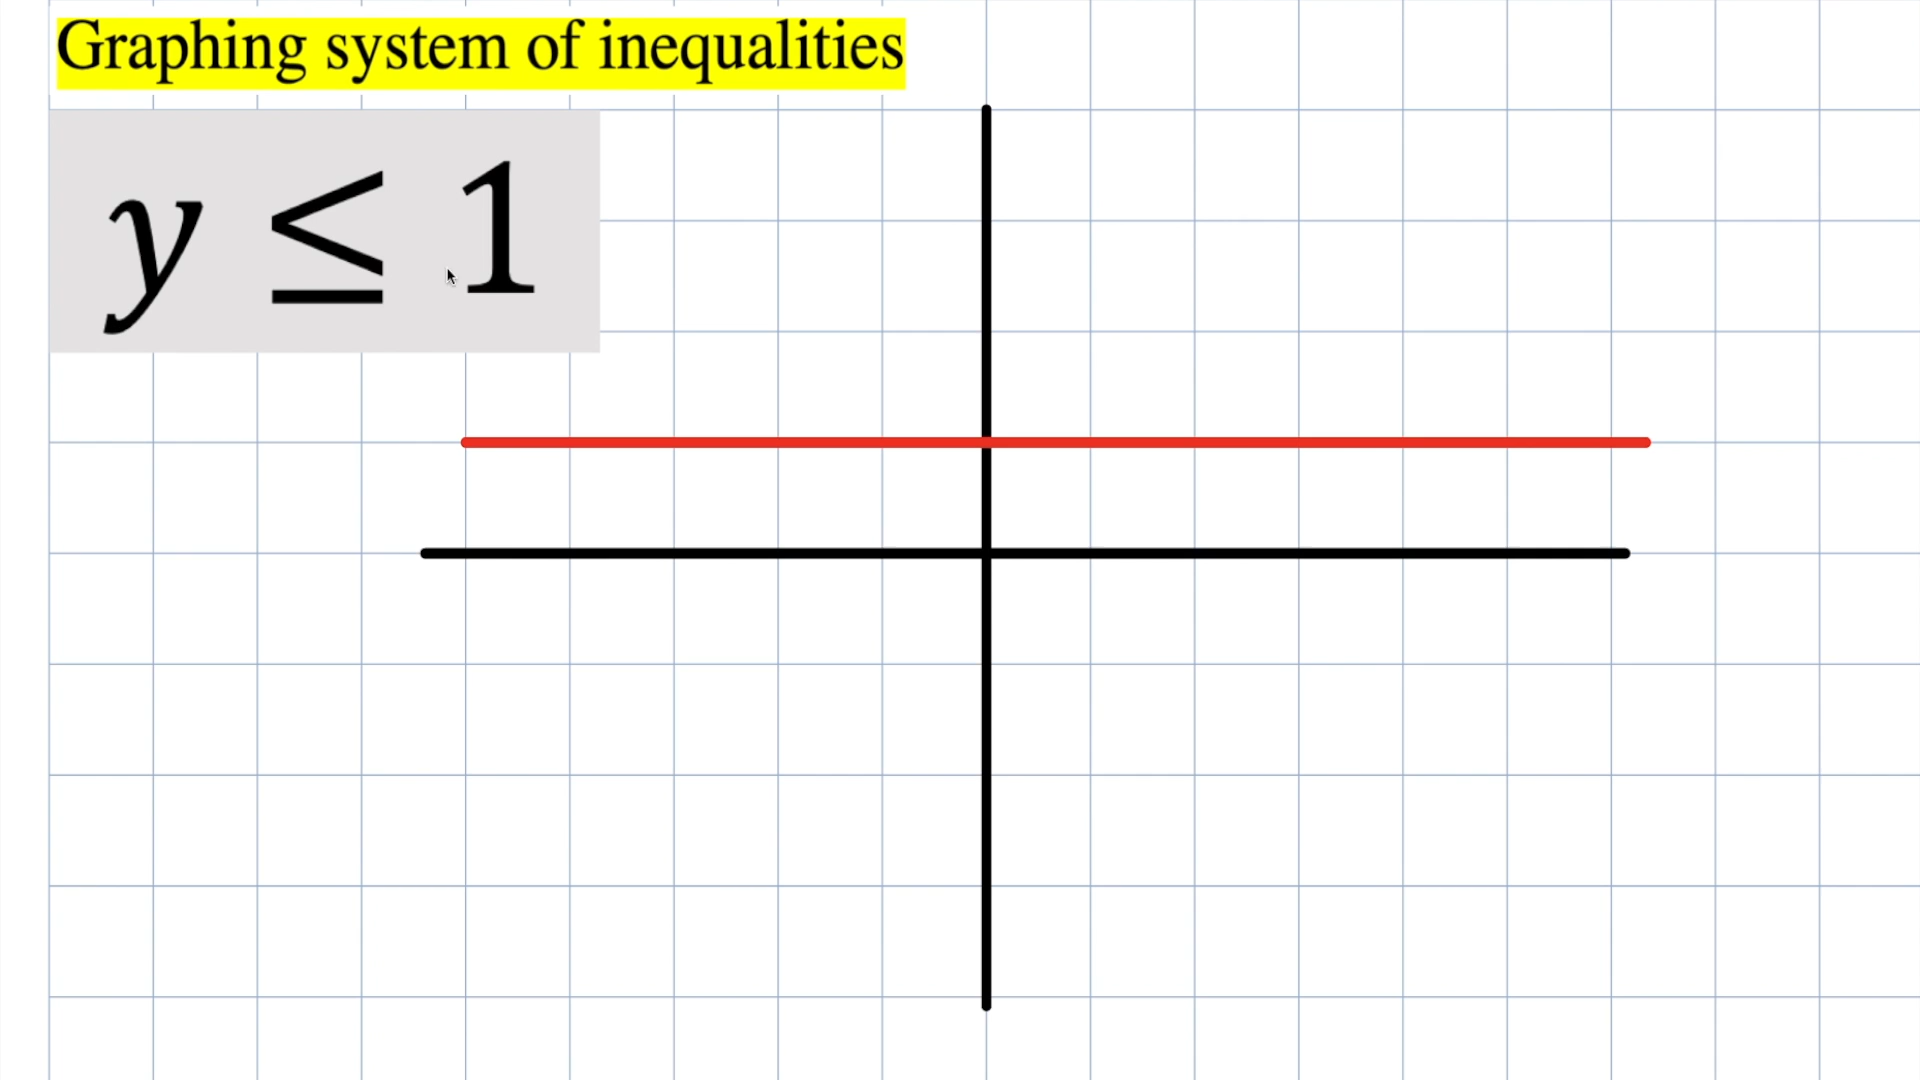 Graphing system of inequalities
y ≤ 1